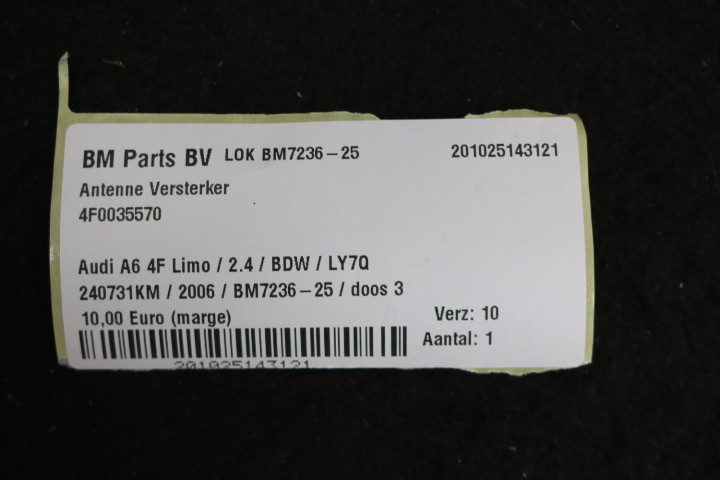 BM Parts BV LOK BM7236-25 201025143121
Antenne Versterker
4F0035570
Audi A6 4F Limo / 2.4 / BDW / LY7Q
240731KM / 2006 / BM7236-25 / doos 3
10,00 Euro (marge) Verz: 10
Aantal: 1
201025143121